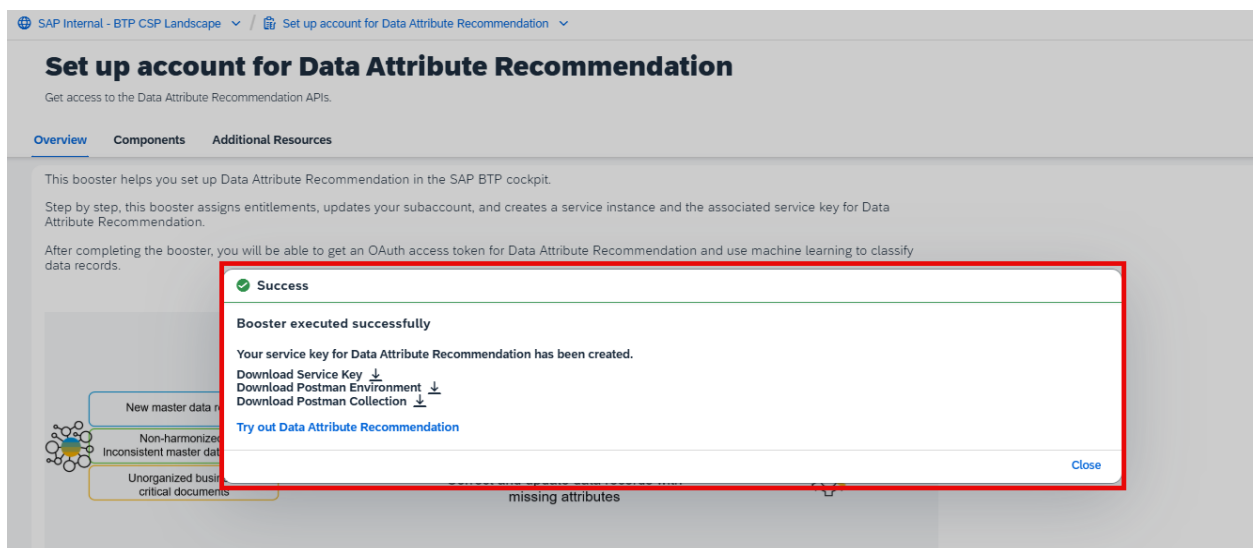 SAP Internal - BTP CSP Landscape / Set up account for Data Attribute Recommendation
Set up account for Data Attribute Recommendation
Get access to the Data Attribute Recommendation APIs.
Overview Components Additional Resources
This booster helps you set up Data Attribute Recommendation in the SAP BTP cockpit.
Step by step, this booster assigns entitlements, updates your subaccount, and creates a service instance and the associated service key for Data
Attribute Recommendation.
After completing the booster, you will be able to get an OAuth access token for Data Attribute Recommendation and use machine learning to classify
data records.
Success
Booster executed successfully
Your service key for Data Attribute Recommendation has been created.
Download Service Key
Download Postman Environment
Download Postman Collection
Try out Data Attribute Recommendation
Close
New master data
Non-harmonized
Inconsistent master
Unorganized
critical documents
missing attributes